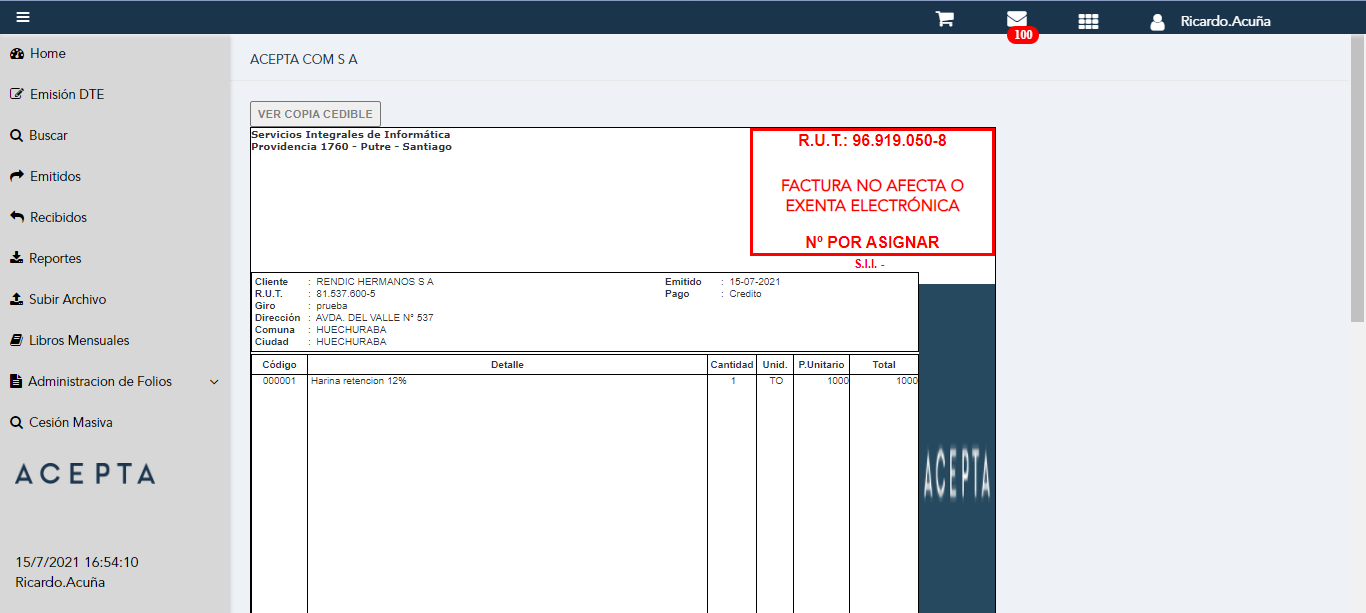 100
Ricardo.Acuña
Home
Emisión DTE
Buscar
Emitidos
Recibidos
Reportes
Subir Archivo
Libros Mensuales
Administracion de Folios
Cesión Masiva
ACEPTA
15/7/2021 16:54:10
Ricardo.Acuña
ACEPTA COM S A
VER COPIA CEDIBLE
Servicios Integrales de Informática
Providencia 1760 - Putre - Santiago
R.U.T.: 96.919.050-8
FACTURA NO AFECTA O
EXENTA ELECTRÓNICA
Nº POR ASIGNAR
S.I.I. -
Cliente : RENDIC HERMANOS S A Emitido : 15-07-2021
R.U.T. : 81.537.600-5 Pago : Credito
Giro : prueba
Dirección : AVDA. DEL VALLE N° 537
Comuna : HUECHURABA
Ciudad : HUECHURABA
Código Detalle Cantidad Unid. P.Unitario Total
000001 Harina retencion 12% 1 TO 1000 1000
ACEPTA